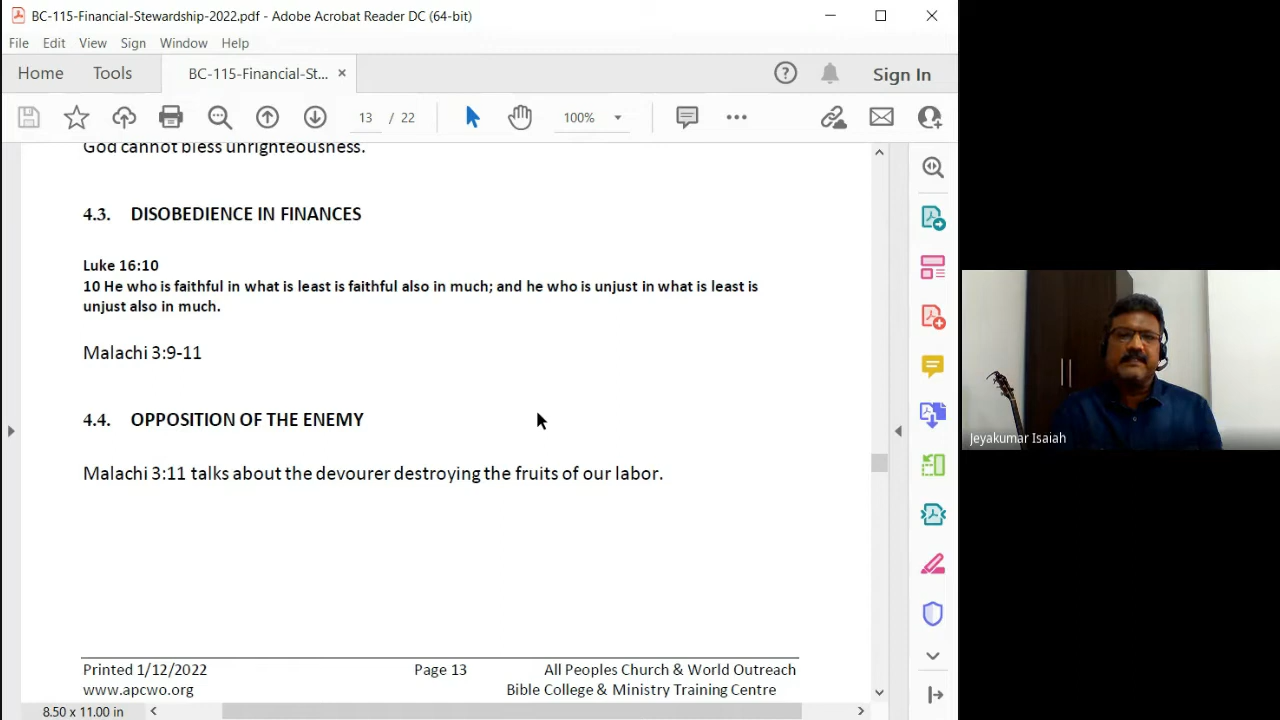 BC-115-Financial-Stewardship-2022.pdf - Adobe Acrobat Reader DC (64-bit)
File Edit View Sign Window Help
Home Tools BC-115-Financial-St... × Sign In
13 / 22 100%
God cannot bless unrighteousness.
4.3. DISOBEDIENCE IN FINANCES
Luke 16:10
10 He who is faithful in what is least is faithful also in much; and he who is unjust in what is least is
unjust also in much.
Malachi 3:9-11
4.4. OPPOSITION OF THE ENEMY
Jeyakumar Isaiah
Malachi 3:11 talks about the devourer destroying the fruits of our labor.
Printed 1/12/2022 Page 13 All Peoples Church & World Outreach
www.apcwo.org Bible College & Ministry Training Centre
8.50 x 11.00 in